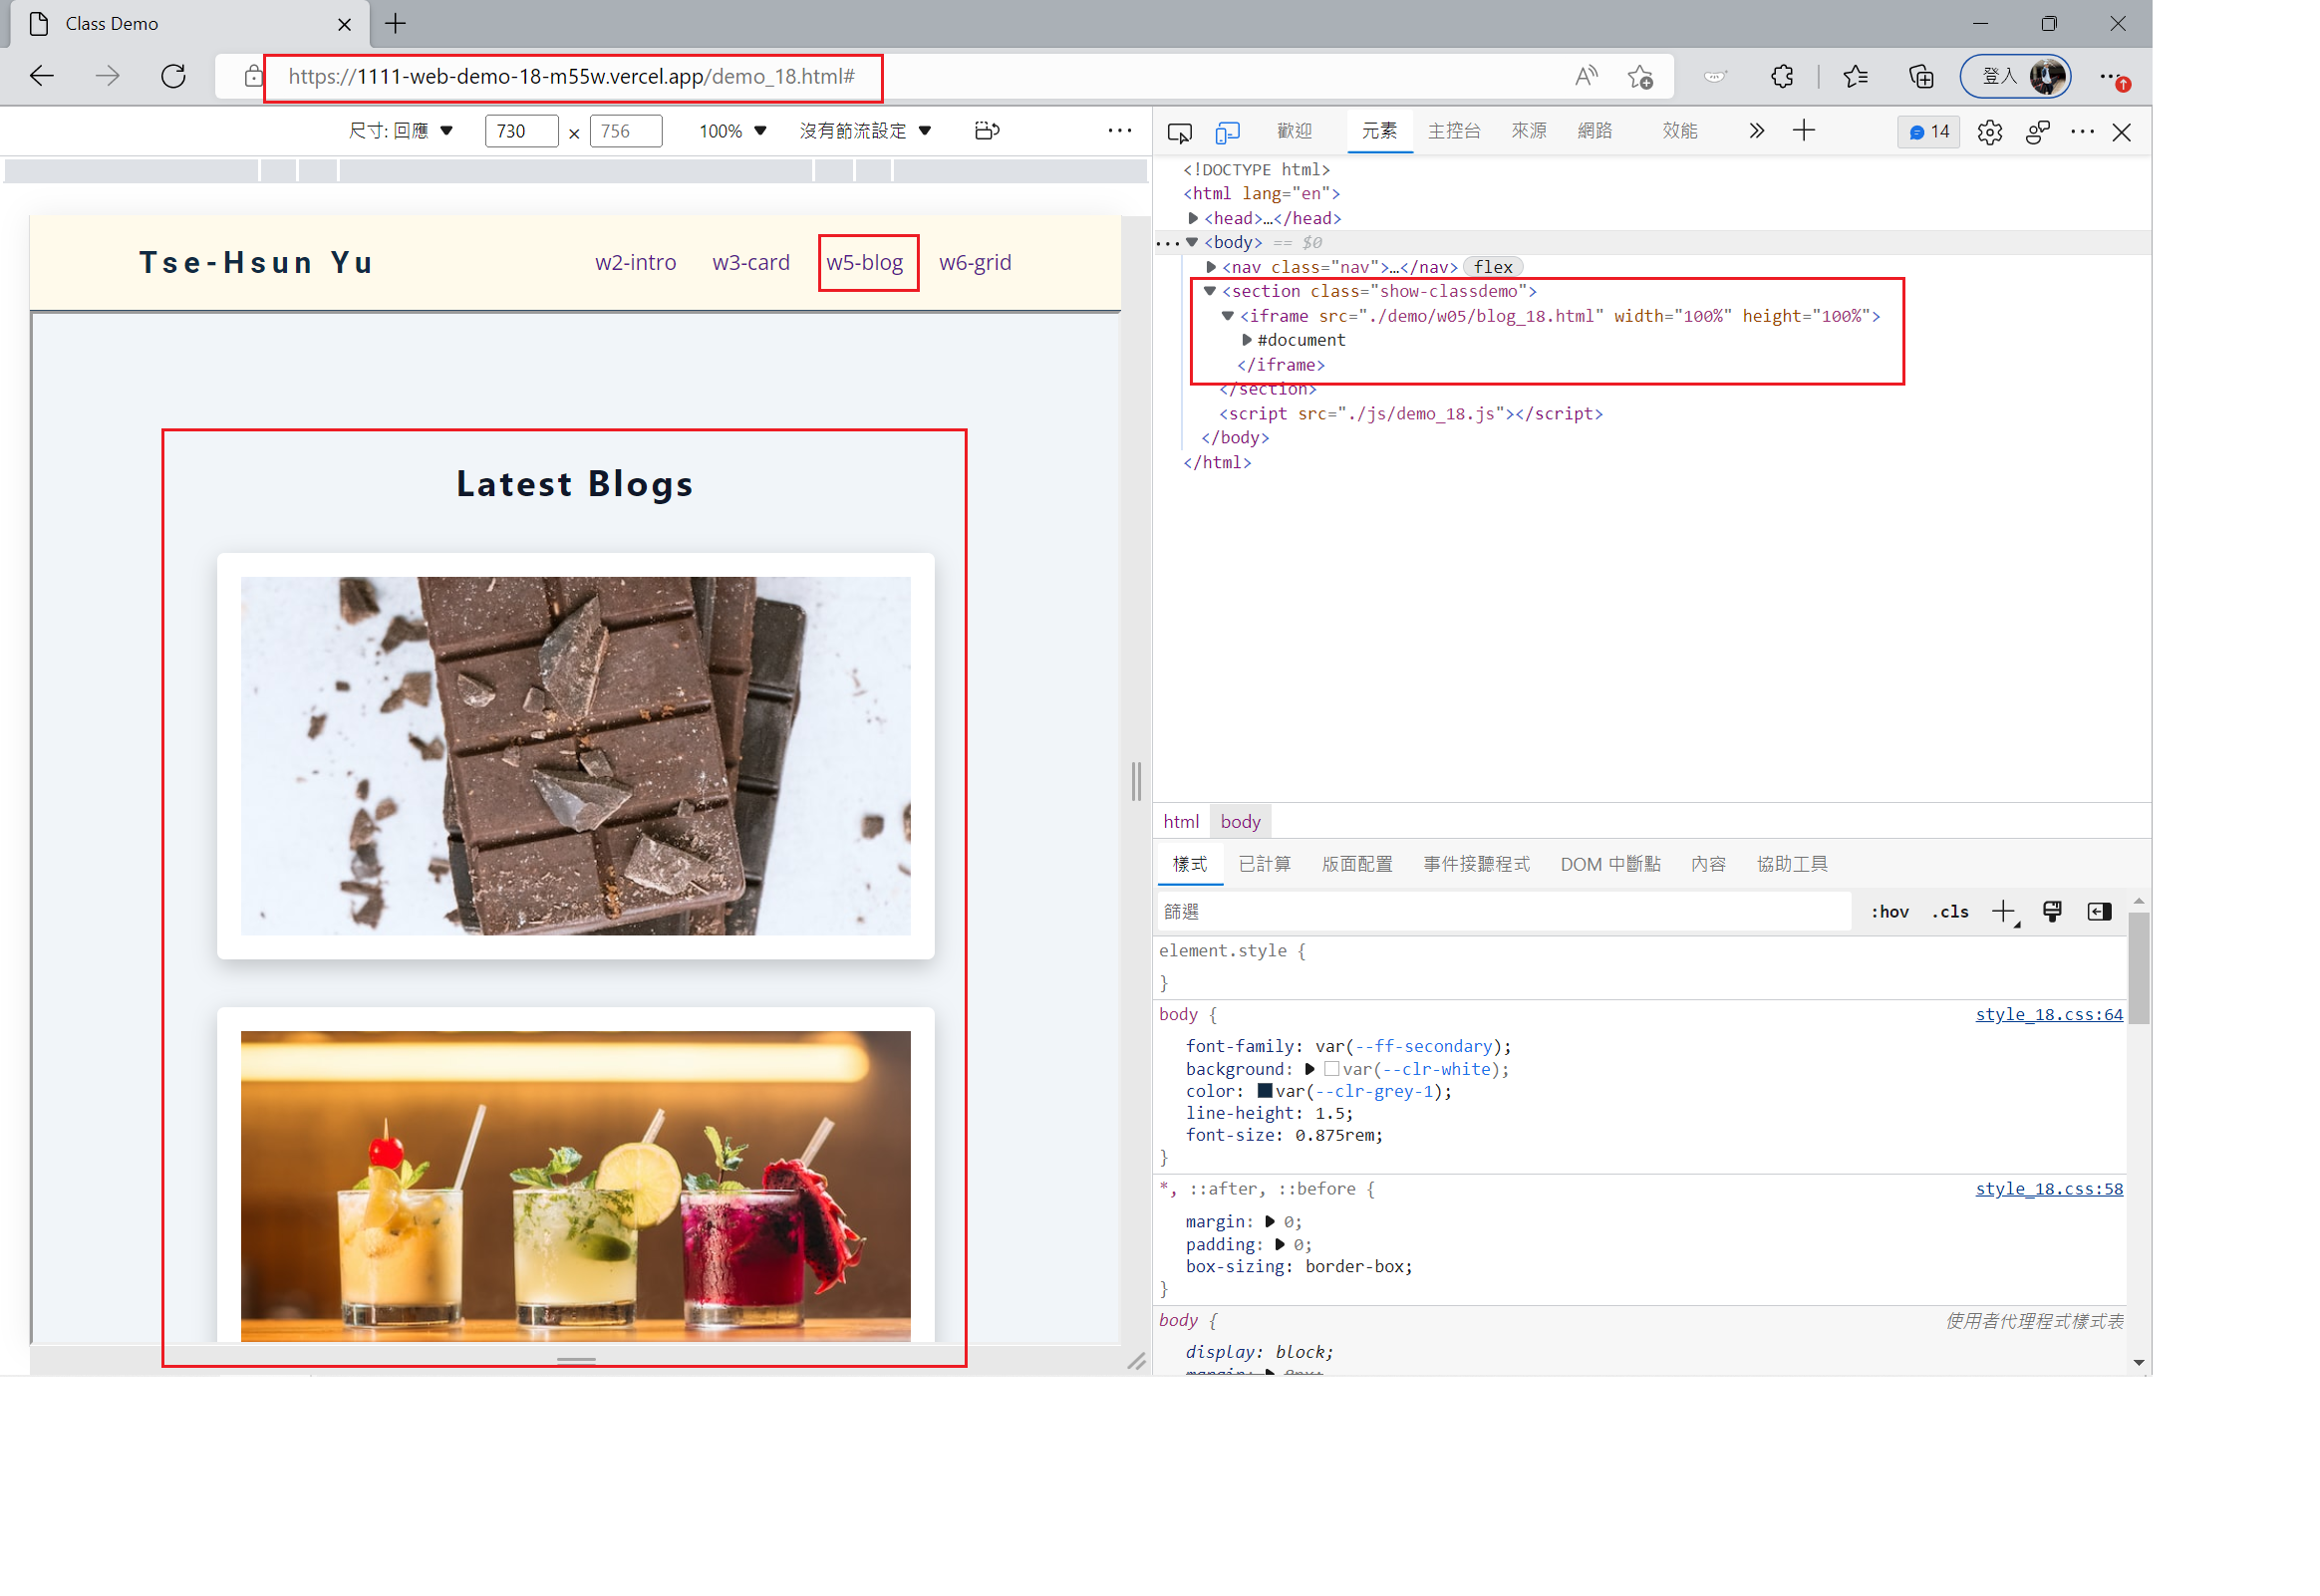 Class Demo
https://1111-web-demo-18-m55w.vercel.app/demo_18.html#
登入
尺寸: 回應 730 × 756 100% 沒有節流設定
歡迎 元素 主控台 來源 網路 效能 14
Tse-Hsun Yu w2-intro w3-card w5-blog w6-grid
Latest Blogs
<!DOCTYPE html>
<html lang="en">
<head>…</head>
<body> == $0
<nav class="nav">…</nav> flex
<section class="show-classdemo">
<iframe src="./demo/w05/blog_18.html" width="100%" height="100%">
#document
</iframe>
</section>
<script src="./js/demo_18.js"></script>
</body>
</html>
html body
樣式 已計算 版面配置 事件接聽程式 DOM 中斷點 內容 協助工具
篩選 :hov .cls
element.style {
}
body { style_18.css:64
font-family: var(--ff-secondary);
background: var(--clr-white);
color: var(--clr-grey-1);
line-height: 1.5;
font-size: 0.875rem;
}
*, ::after, ::before { style_18.css:58
margin: 0;
padding: 0;
box-sizing: border-box;
}
body { 使用者代理程式樣式表
display: block;
margin: 8px;